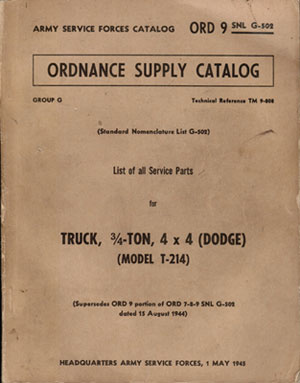 ARMY SERVICE FORCES CATALOG ORD 9 SNL G-502
ORDNANCE SUPPLY CATALOG
GROUP G Technical Reference TM 9-808
(Standard Nomenclature List G-502)
List of all Service Parts
for
TRUCK, 3/4-TON, 4 x 4 (DODGE)
(MODEL T-214)
(Supersedes ORD 9 portion of ORD 7-8-9 SNL G-502
dated 15 August 1944)
HEADQUARTERS ARMY SERVICE FORCES, 1 MAY 1945